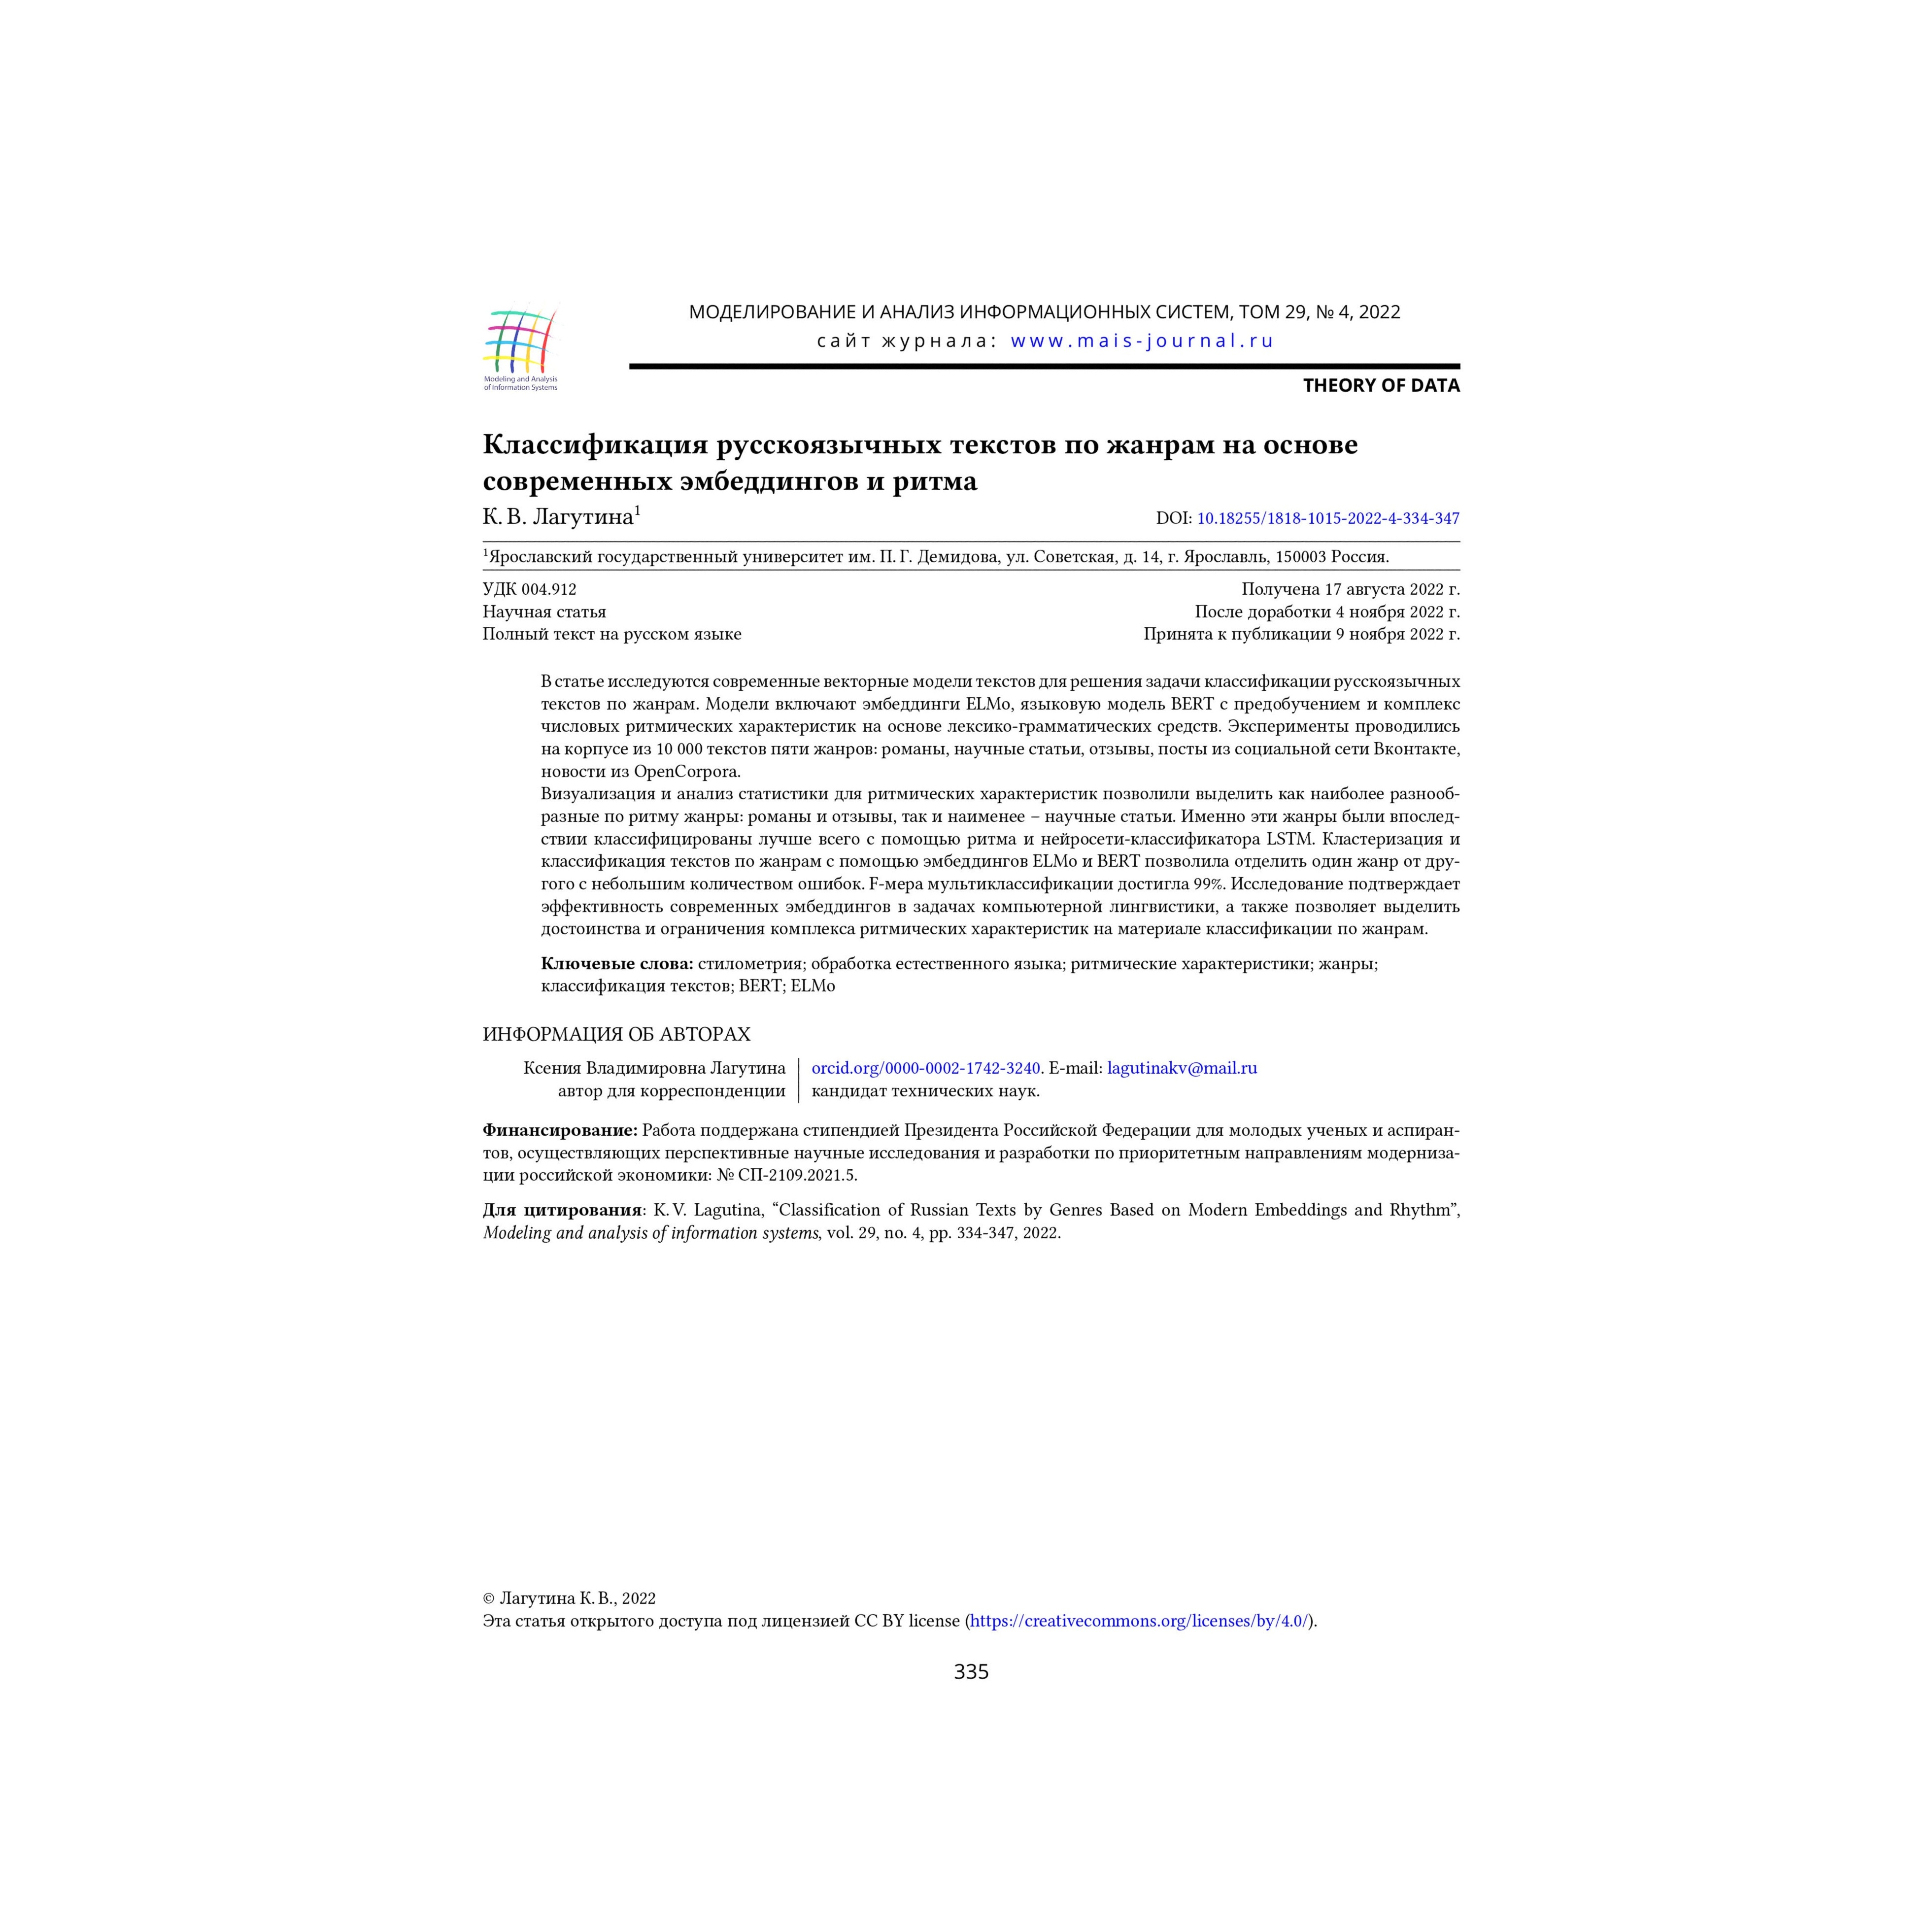 МОДЕЛИРОВАНИЕ И АНАЛИЗ ИНФОРМАЦИОННЫХ СИСТЕМ, ТОМ 29, № 4, 2022
сайт журнала: www.mais-journal.ru
Modeling and Analysis
of Information Systems
THEORY OF DATA
Классификация русскоязычных текстов по жанрам на основе
современных эмбеддингов и ритма
К. В. Лагутина¹
DOI: 10.18255/1818-1015-2022-4-334-347
¹Ярославский государственный университет им. П. Г. Демидова, ул. Советская, д. 14, г. Ярославль, 150003 Россия.
УДК 004.912
Получена 17 августа 2022 г.
Научная статья
После доработки 4 ноября 2022 г.
Полный текст на русском языке
Принята к публикации 9 ноября 2022 г.
В статье исследуются современные векторные модели текстов для решения задачи классификации русскоязычных
текстов по жанрам. Модели включают эмбеддинги ELMo, языковую модель BERT с предобучением и комплекс
числовых ритмических характеристик на основе лексико-грамматических средств. Эксперименты проводились
на корпусе из 10 000 текстов пяти жанров: романы, научные статьи, отзывы, посты из социальной сети Вконтакте,
новости из OpenCorpora.
Визуализация и анализ статистики для ритмических характеристик позволили выделить как наиболее разнооб-
разные по ритму жанры: романы и отзывы, так и наименее – научные статьи. Именно эти жанры были впослед-
ствии классифицированы лучше всего с помощью ритма и нейросети-классификатора LSTM. Кластеризация и
классификация текстов по жанрам с помощью эмбеддингов ELMo и BERT позволила отделить один жанр от дру-
гого с небольшим количеством ошибок. F-мера мультиклассификации достигла 99%. Исследование подтверждает
эффективность современных эмбеддингов в задачах компьютерной лингвистики, а также позволяет выделить
достоинства и ограничения комплекса ритмических характеристик на материале классификации по жанрам.
Ключевые слова: стилометрия; обработка естественного языка; ритмические характеристики; жанры;
классификация текстов; BERT; ELMo
ИНФОРМАЦИЯ ОБ АВТОРАХ
Ксения Владимировна Лагутина
orcid.org/0000-0002-1742-3240. E-mail: lagutinakv@mail.ru
автор для корреспонденции
кандидат технических наук.
Финансирование: Работа поддержана стипендией Президента Российской Федерации для молодых ученых и аспиран-
тов, осуществляющих перспективные научные исследования и разработки по приоритетным направлениям модерниза-
ции российской экономики: № СП-2109.2021.5.
Для цитирования: K. V. Lagutina, “Classification of Russian Texts by Genres Based on Modern Embeddings and Rhythm”,
Modeling and analysis of information systems, vol. 29, no. 4, pp. 334-347, 2022.
© Лагутина К. В., 2022
Эта статья открытого доступа под лицензией CC BY license (https://creativecommons.org/licenses/by/4.0/).
335